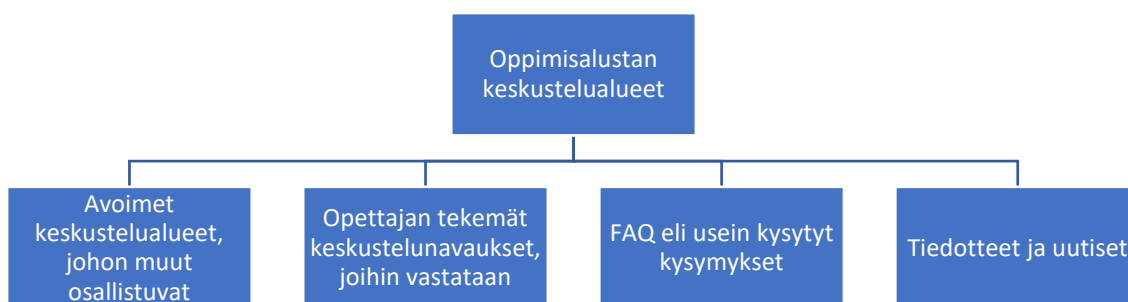 Oppimisalustan
keskustelualueet
Avoimet
keskustelualueet,
johon muut
osallistuvat
Opettajan tekemät
keskustelunavaukset,
joihin vastataan
FAQ eli usein kysytyt
kysymykset
Tiedotteet ja uutiset